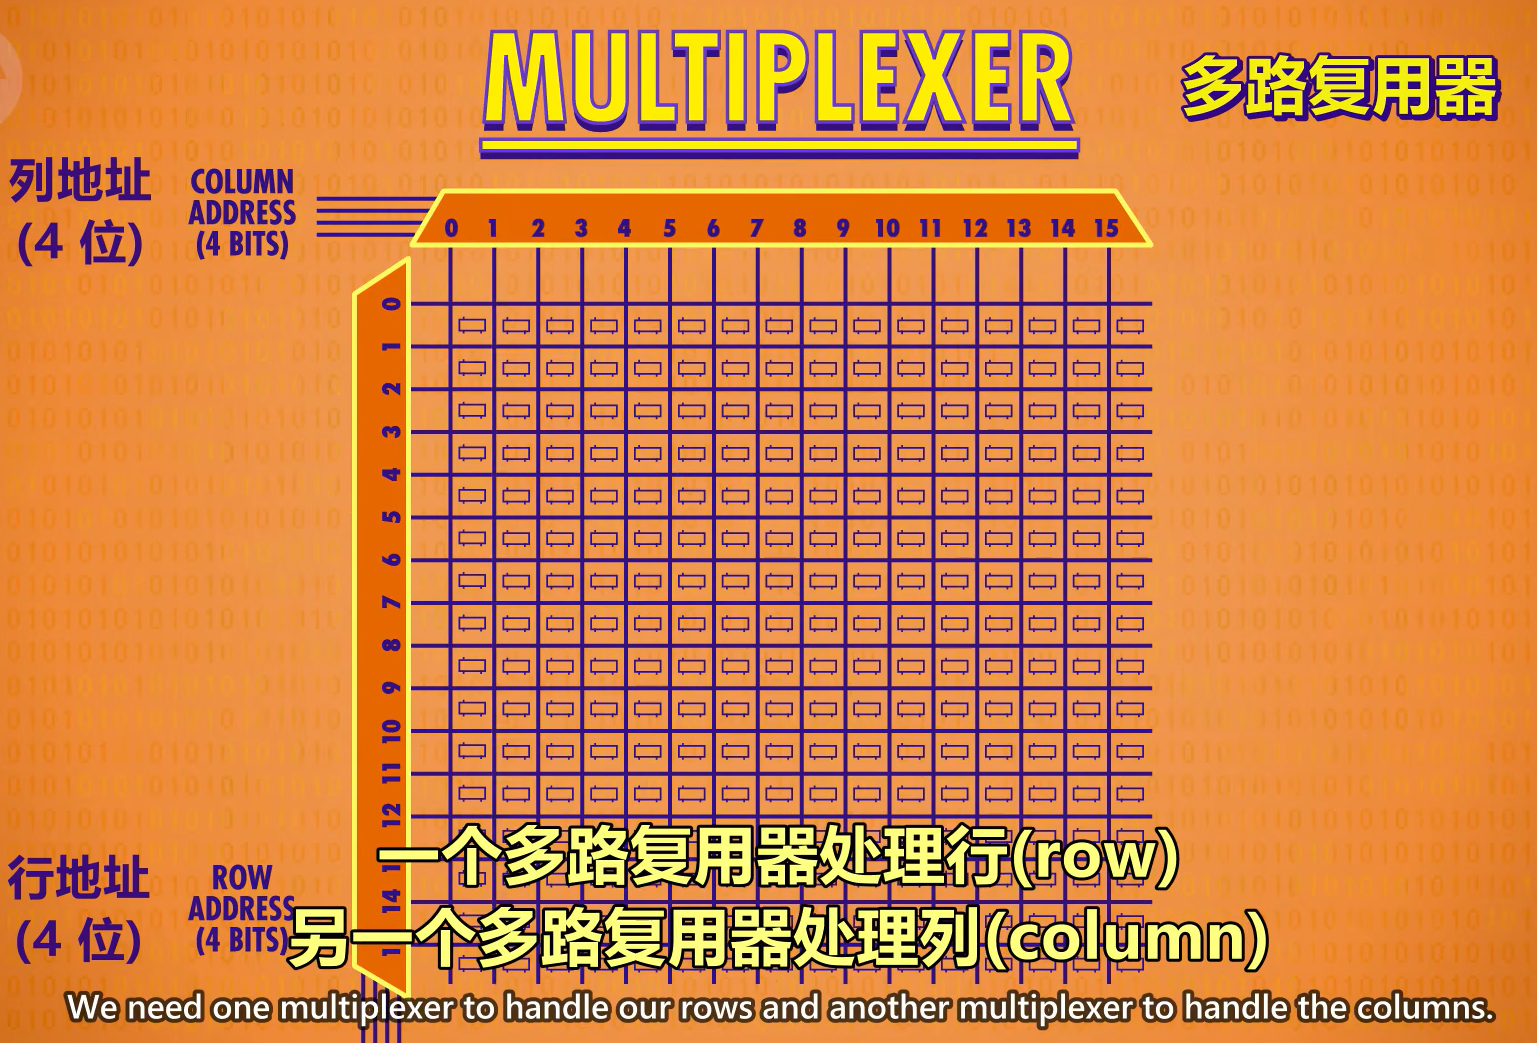 MULTIPLEXER
多路复用器
列地址
(4 位)
COLUMN
ADDRESS
(4 BITS)
0 1 2 3 4 5 6 7 8 9 10 11 12 13 14 15
0
1
2
3
4
5
6
7
8
9
10
11
12
14
行地址
(4 位)
ROW
ADDRESS
(4 BITS)
一个多路复用器处理行(row)
另一个多路复用器处理列(column)
We need one multiplexer to handle our rows and another multiplexer to handle the columns.